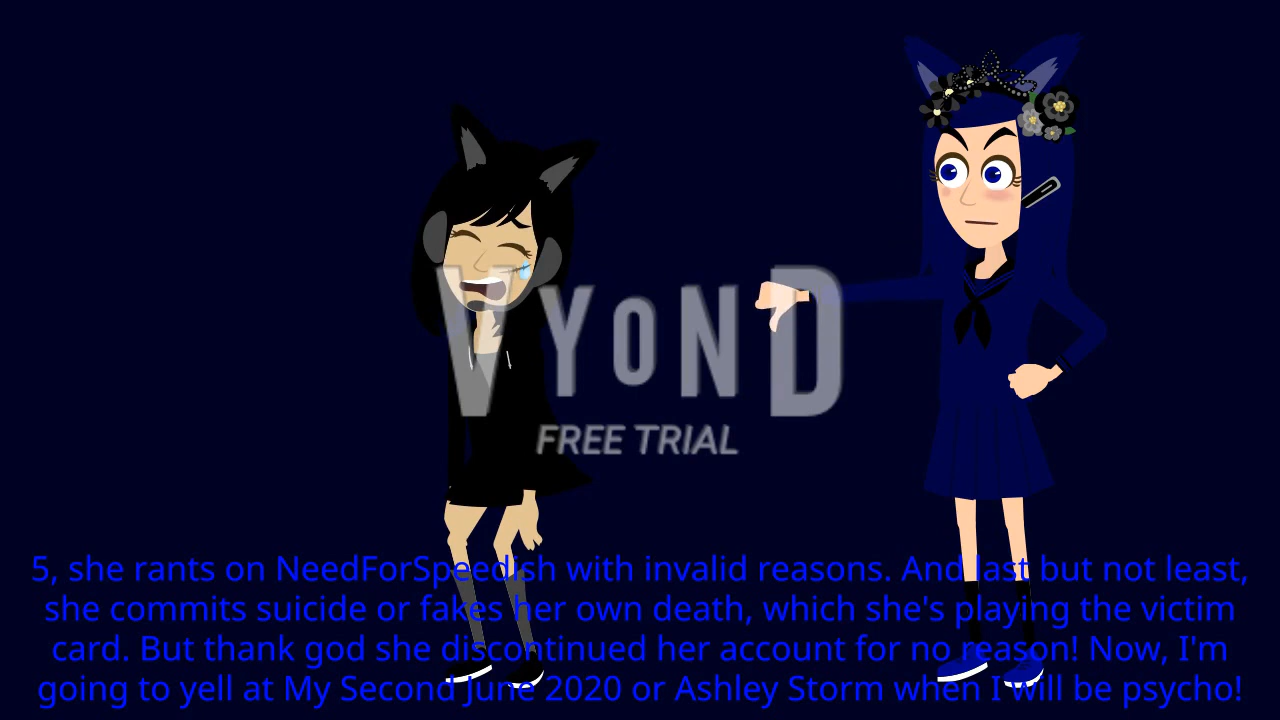 VYOND
FREE TRIAL
5, she rants on NeedForSpeedish with invalid reasons. And last but not least,
she commits suicide or fakes her own death, which she's playing the victim
card. But thank god she discontinued her account for no reason! Now, I'm
going to yell at My Second June 2020 or Ashley Storm when I will be psycho!